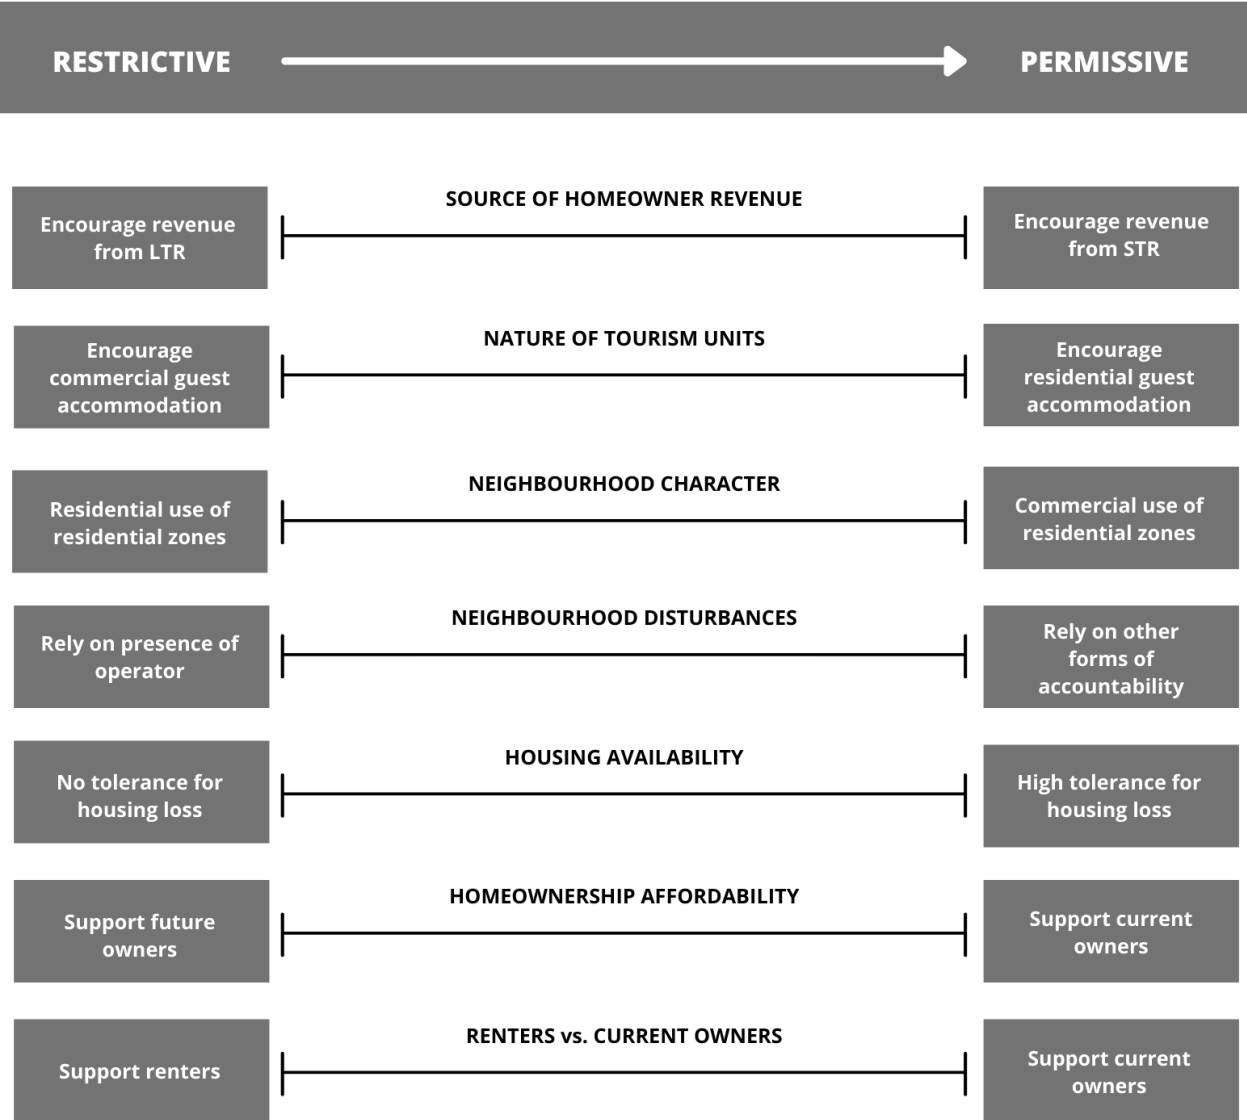 RESTRICTIVE
PERMISSIVE
SOURCE OF HOMEOWNER REVENUE
Encourage revenue
from LTR
Encourage revenue
from STR
NATURE OF TOURISM UNITS
Encourage
commercial guest
accommodation
Encourage
residential guest
accommodation
NEIGHBOURHOOD CHARACTER
Residential use of
residential zones
Commercial use of
residential zones
NEIGHBOURHOOD DISTURBANCES
Rely on presence of
operator
Rely on other
forms of
accountability
HOUSING AVAILABILITY
No tolerance for
housing loss
High tolerance for
housing loss
HOMEOWNERSHIP AFFORDABILITY
Support future
owners
Support current
owners
RENTERS vs. CURRENT OWNERS
Support renters
Support current
owners